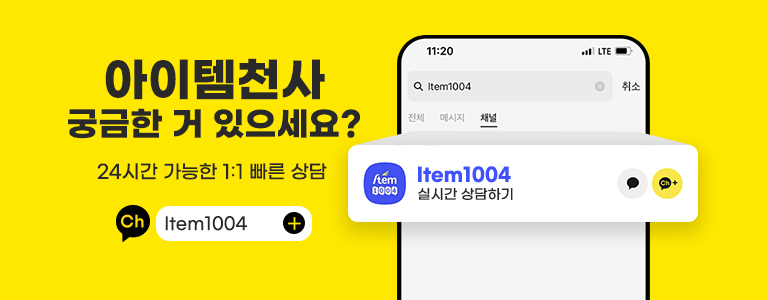 아이템천사
궁금한 거 있으세요?
24시간 가능한 1:1 빠른 상담
Ch Item1004 +
11:20 LTE
Item1004 취소
전체 메시지 채널
Item 1004
Item1004
실시간 상담하기
Ch+